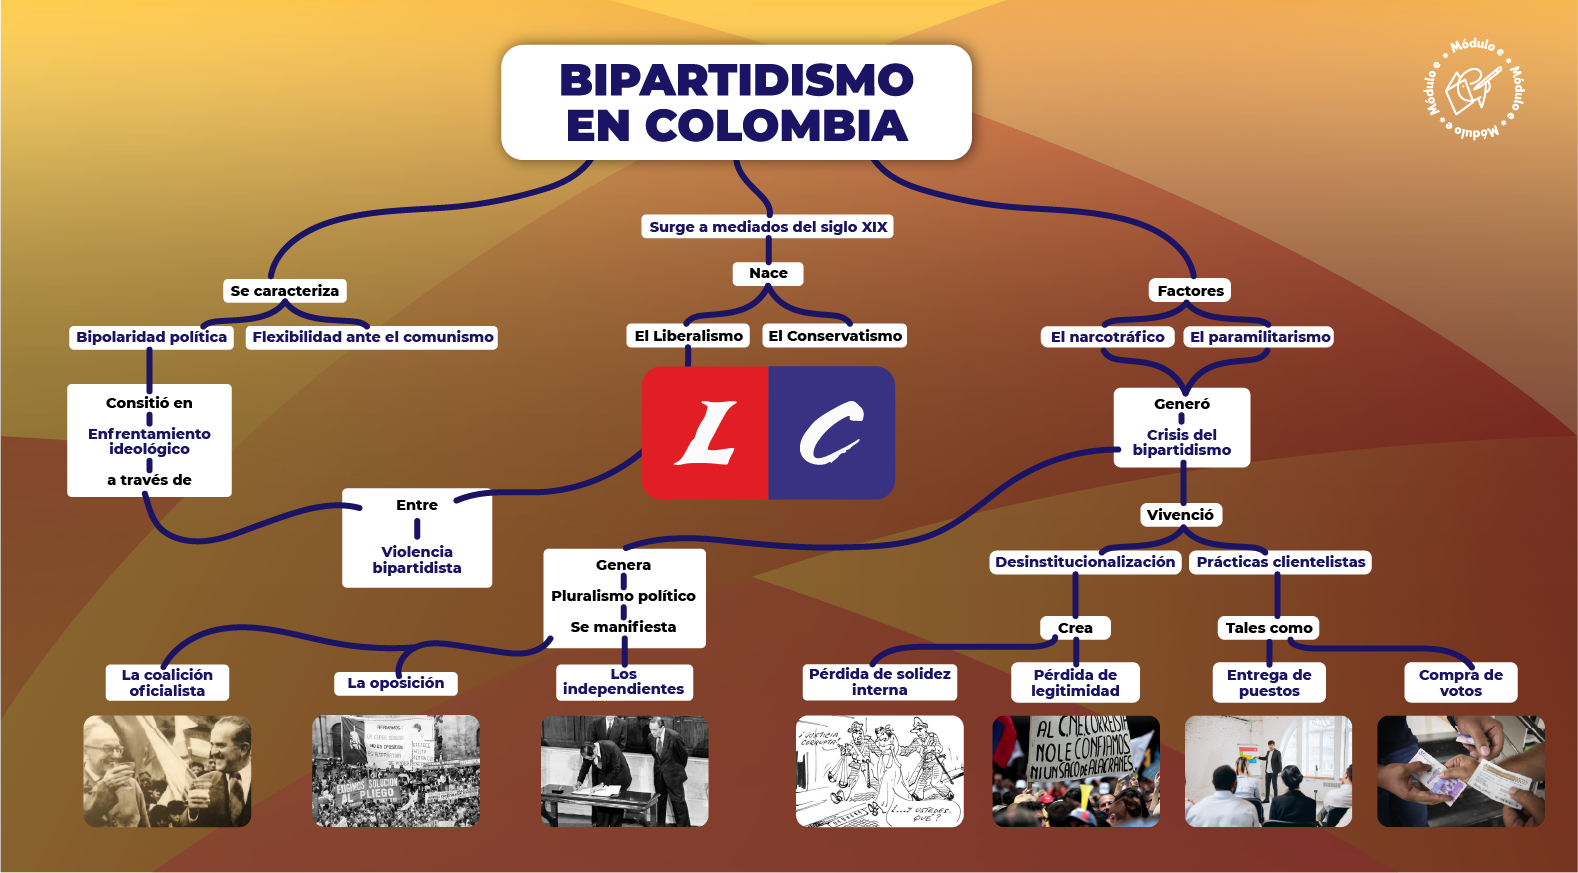 BIPARTIDISMO
EN COLOMBIA
Módulo e * Módulo e * Módulo e * Módulo e *
Surge a mediados del siglo XIX
Nace
Se caracteriza
Factores
Bipolaridad política
Flexibilidad ante el comunismo
El Liberalismo
El Conservatismo
El narcotráfico
El paramilitarismo
L
C
Consitió en
Enfrentamiento
ideológico
a través de
Generó
Crisis del
bipartidismo
Entre
Violencia
bipartidista
Vivenció
Genera
Pluralismo político
Se manifiesta
Desinstitucionalización
Prácticas clientelistas
Crea
Tales como
La coalición
oficialista
La oposición
Los
independientes
Pérdida de solidez
interna
Pérdida de
legitimidad
Entrega de
puestos
Compra de
votos
EXIGIMOS SOLUCION
AL PLIEGO
¡JUSTICIA
CORRUPTA!
¿...Y USTEDES,
QUÉ?
AL C.N.E. CORREISTA
NO LE CONFIAMOS
NI UN SACO DE ALACRANES